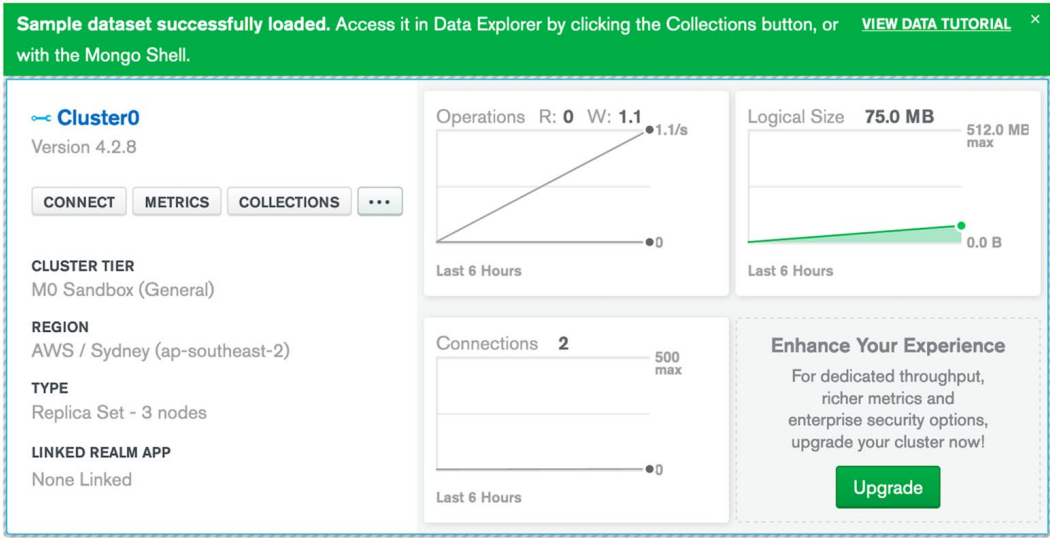 Sample dataset successfully loaded. Access it in Data Explorer by clicking the Collections button, or
with the Mongo Shell.
VIEW DATA TUTORIAL
×
Cluster0
Version 4.2.8
CONNECT
METRICS
COLLECTIONS
...
CLUSTER TIER
M0 Sandbox (General)
REGION
AWS / Sydney (ap-southeast-2)
TYPE
Replica Set - 3 nodes
LINKED REALM APP
None Linked
Operations R: 0 W: 1.1
1.1/s
0
Last 6 Hours
Logical Size 75.0 MB
512.0 MB
max
0.0 B
Last 6 Hours
Connections 2
500
max
0
Last 6 Hours
Enhance Your Experience
For dedicated throughput,
richer metrics and
enterprise security options,
upgrade your cluster now!
Upgrade